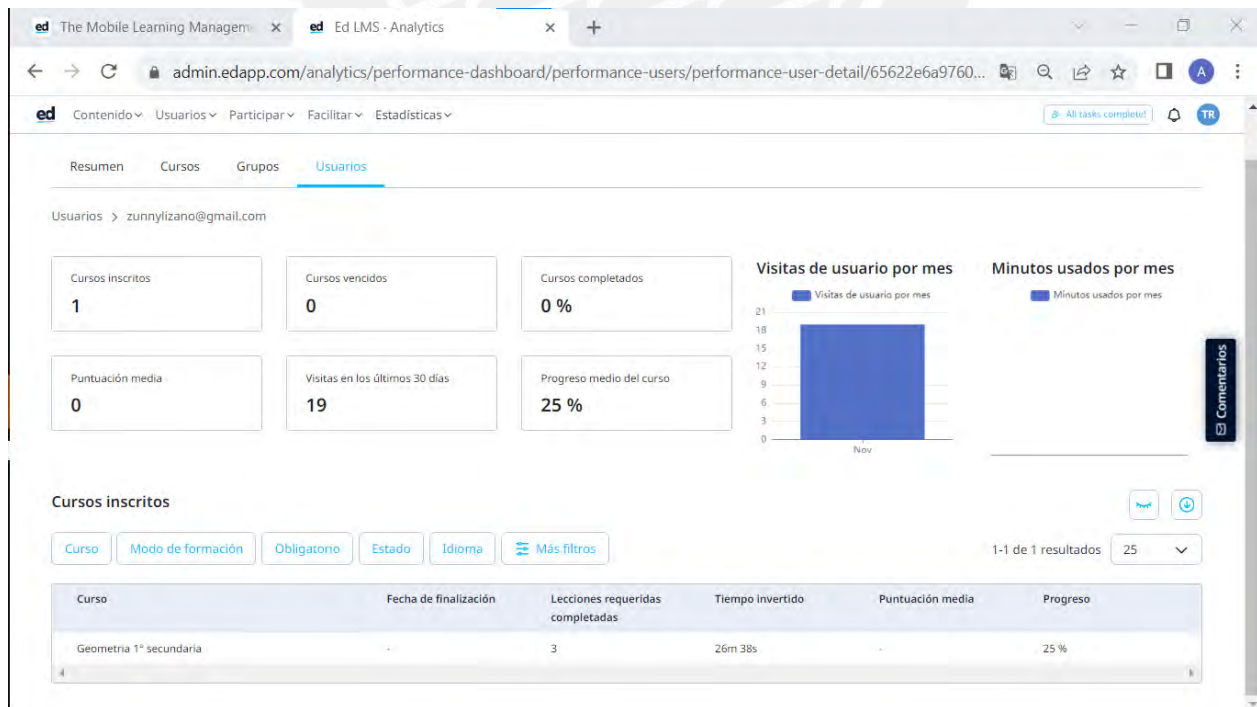 ed The Mobile Learning Managem × ed Ed LMS - Analytics × +
admin.edapp.com/analytics/performance-dashboard/performance-users/performance-user-detail/65622e6a9760... A
ed Contenido Usuarios Participar Facilitar Estadísticas All tasks complete! TR
Resumen Cursos Grupos Usuarios
Usuarios > zunnylizano@gmail.com
Cursos inscritos
1
Cursos vencidos
0
Cursos completados
0 %
Puntuación media
0
Visitas en los últimos 30 días
19
Progreso medio del curso
25 %
Visitas de usuario por mes
Visitas de usuario por mes
21
18
15
12
9
6
3
0
Nov
Minutos usados por mes
Minutos usados por mes
Comentarios
Cursos inscritos
Curso Modo de formación Obligatorio Estado Idioma Más filtros 1-1 de 1 resultados 25
Curso Fecha de finalización Lecciones requeridas completadas Tiempo invertido Puntuación media Progreso
Geometria 1° secundaria - 3 26m 38s - 25 %